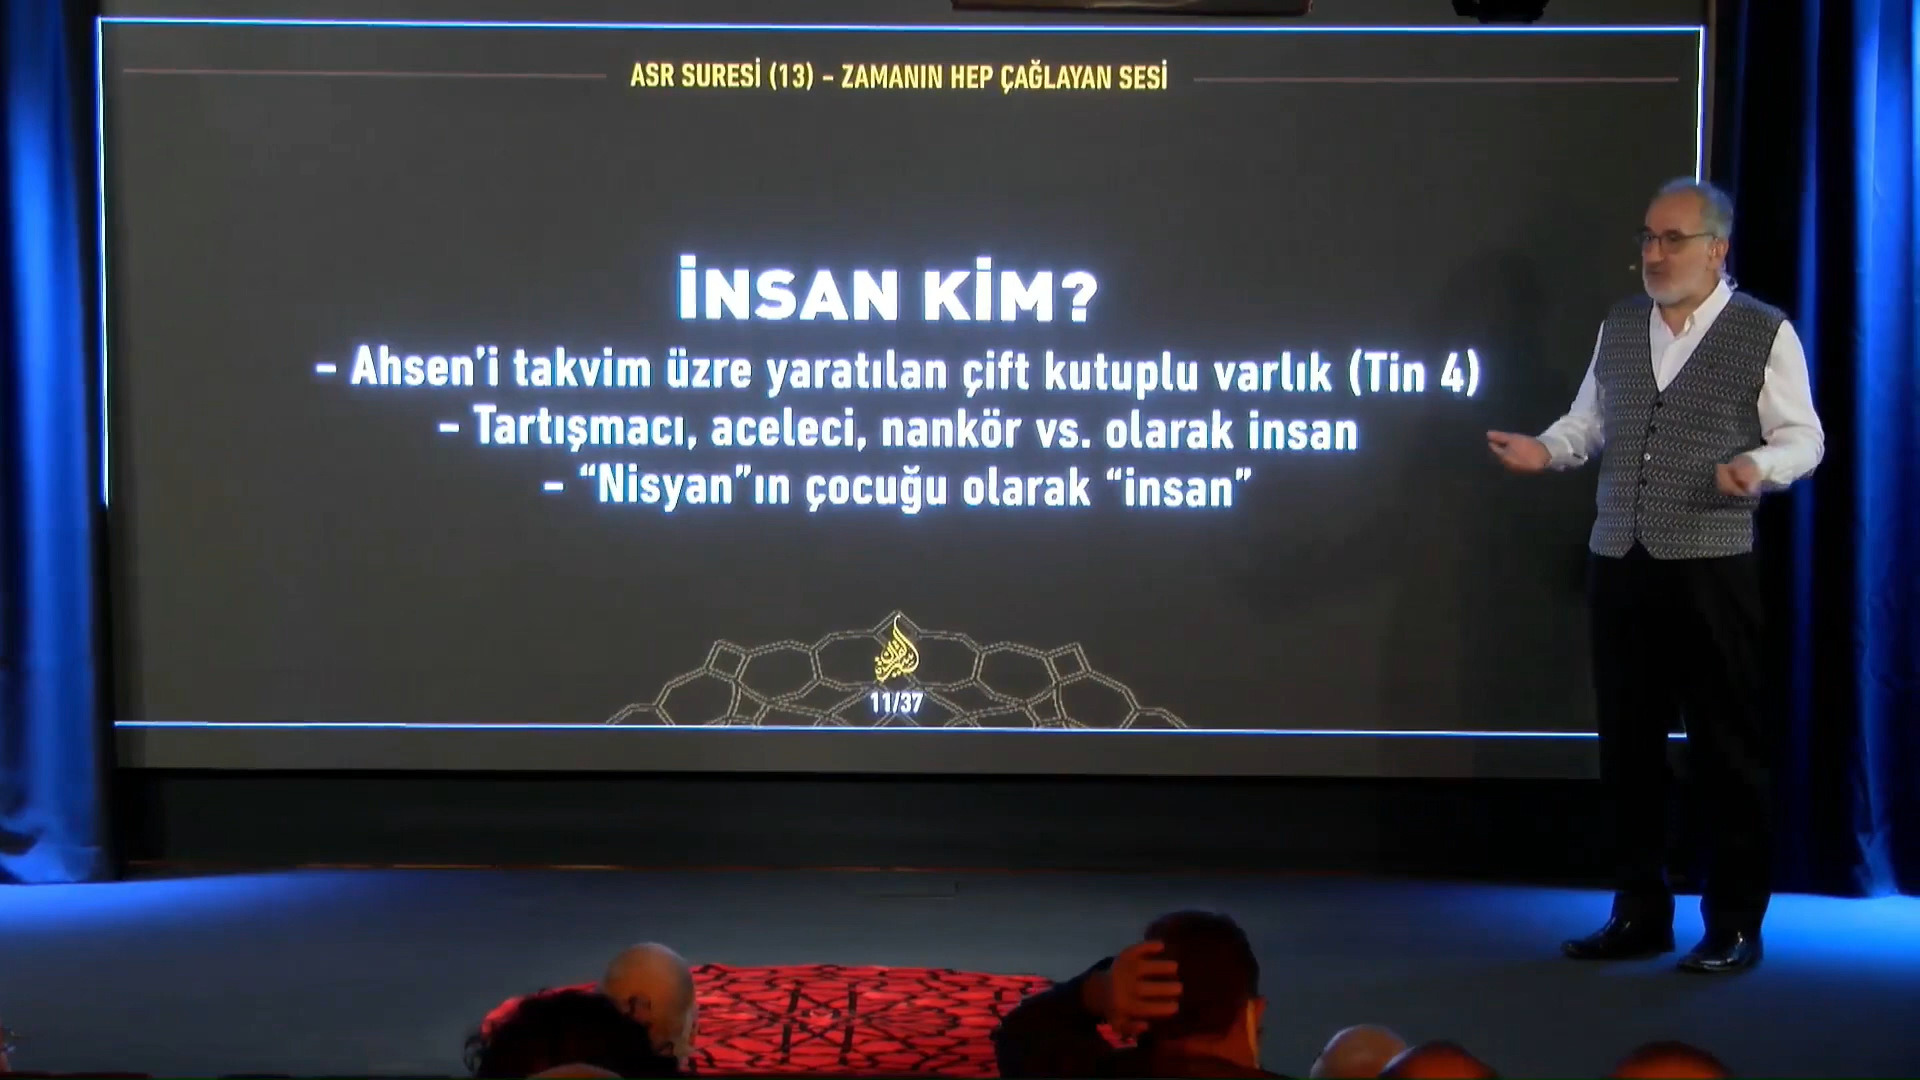 ASR SURESİ (13) – ZAMANIN HEP ÇAĞLAYAN SESİ
İNSAN KİM?
– Ahsen’i takvim üzre yaratılan çift kutuplu varlık (Tin 4)
– Tartışmacı, aceleci, nankör vs. olarak insan
– “Nisyan”ın çocuğu olarak “insan”
11/37